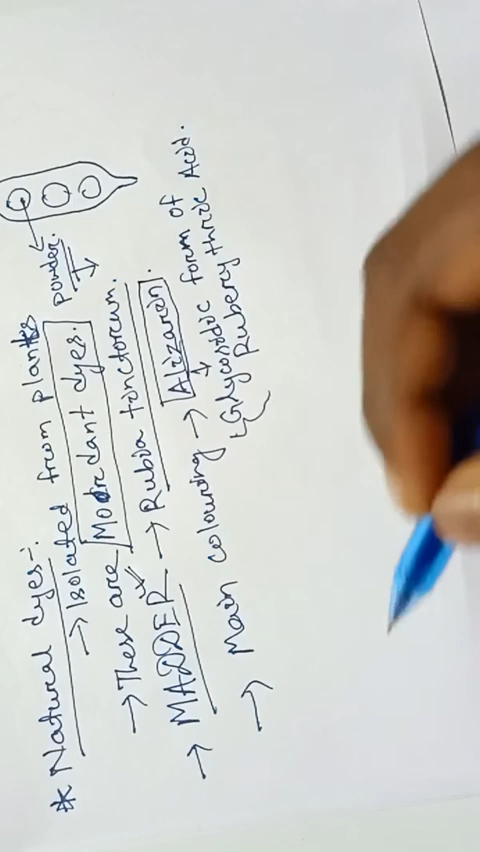 * Natural dyes:-
→ Isolated from plants powder.
→ These are Mordant dyes.
→ MADDER → Rubia tinctorum.
→ Main colouring → Alizarin.
Glycosidic form of
Ruberythric Acid.